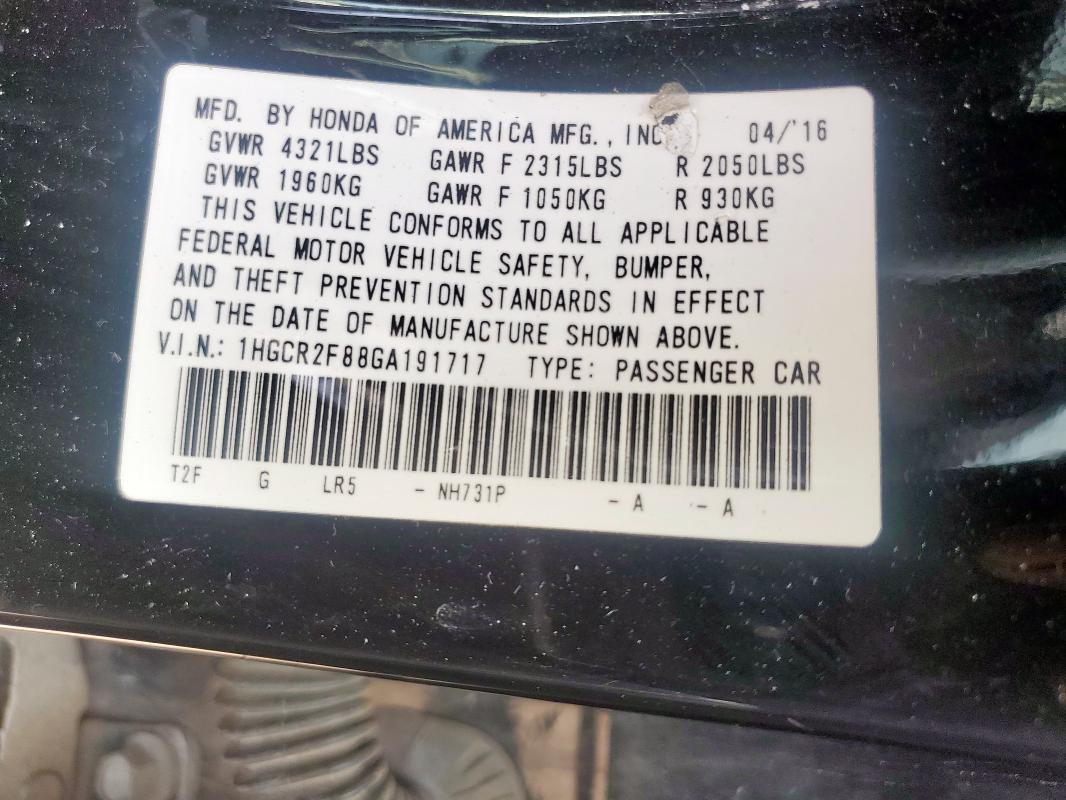 MFD. BY HONDA OF AMERICA MFG., INC 04/'16
GVWR 4321LBS GAWR F 2315LBS R 2050LBS
GVWR 1960KG GAWR F 1050KG R 930KG
THIS VEHICLE CONFORMS TO ALL APPLICABLE
FEDERAL MOTOR VEHICLE SAFETY, BUMPER,
AND THEFT PREVENTION STANDARDS IN EFFECT
ON THE DATE OF MANUFACTURE SHOWN ABOVE.
V.I.N.: 1HGCR2F88GA191717 TYPE: PASSENGER CAR
T2F G LR5 - NH731P - A - A